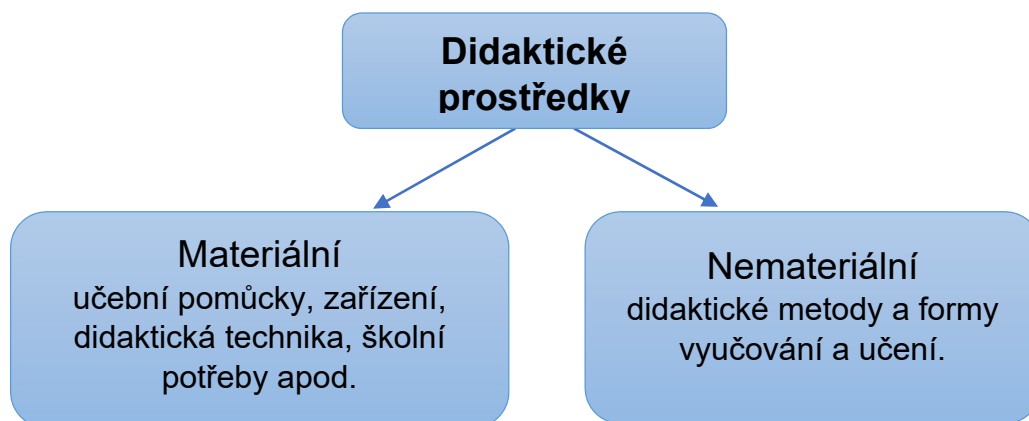 Didaktické
prostředky
Materiální
učební pomůcky, zařízení,
didaktická technika, školní
potřeby apod.
Nemateriální
didaktické metody a formy
vyučování a učení.